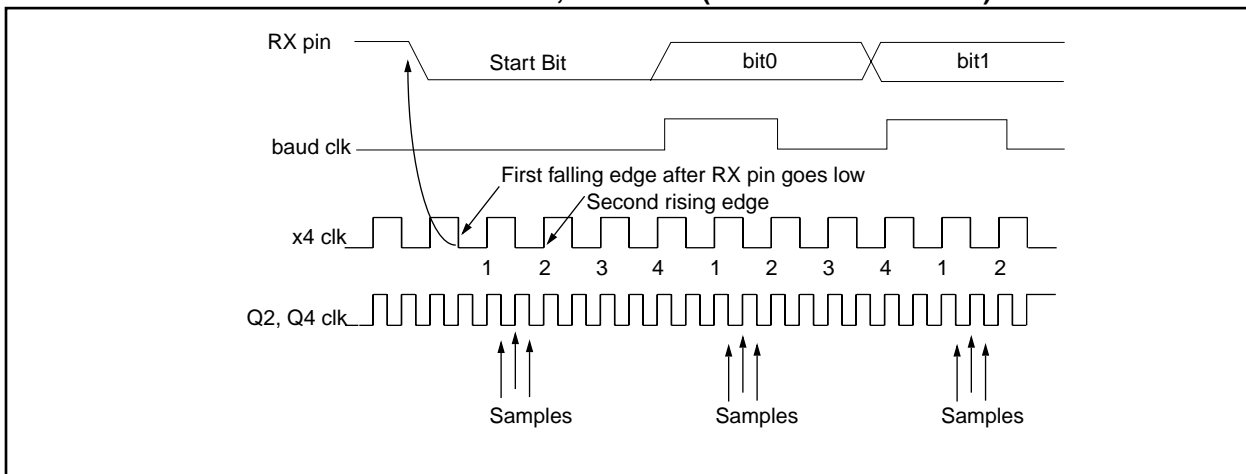 RX pin
Start Bit
bit0
bit1
baud clk
First falling edge after RX pin goes low
Second rising edge
x4 clk
1 2 3 4 1 2 3 4 1 2
Q2, Q4 clk
Samples
Samples
Samples